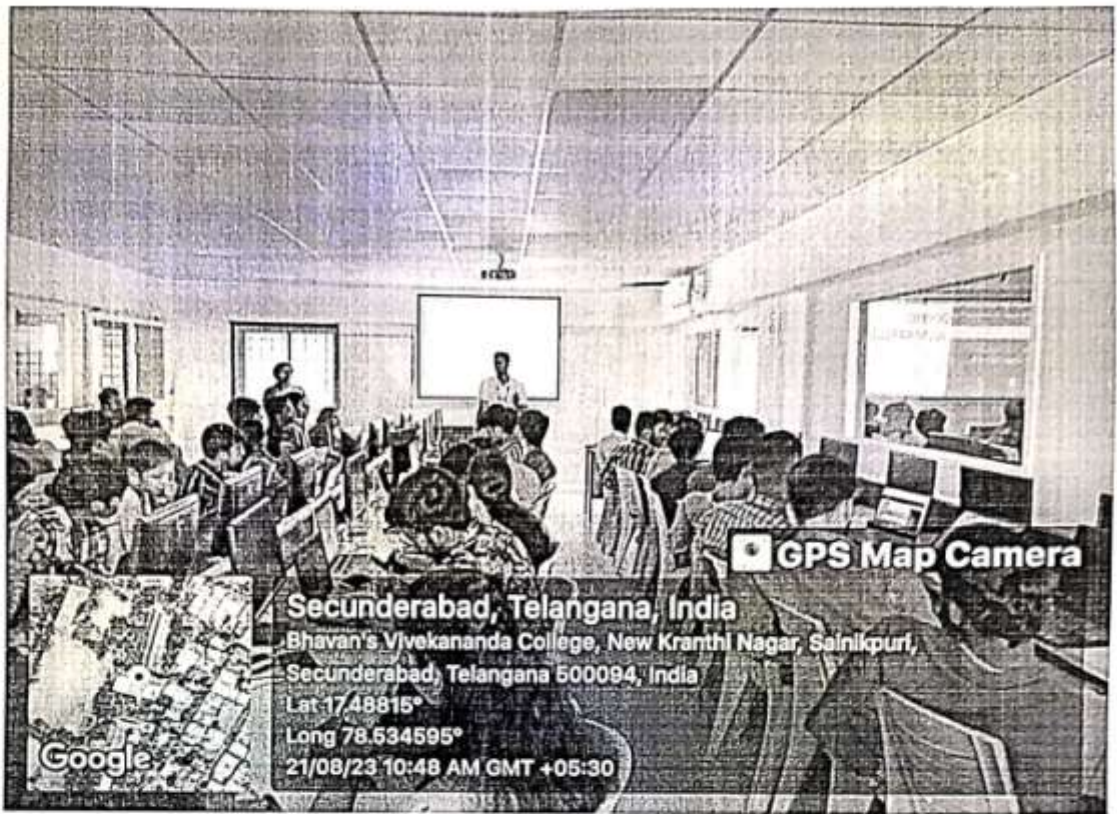 GPS Map Camera
Secunderabad, Telangana, India
Bhavan's Vivekananda College, New Kranthi Nagar, Sainikpuri,
Secunderabad, Telangana 500094, India
Lat 17.48815°
Long 78.534595°
21/08/23 10:48 AM GMT +05:30
Google